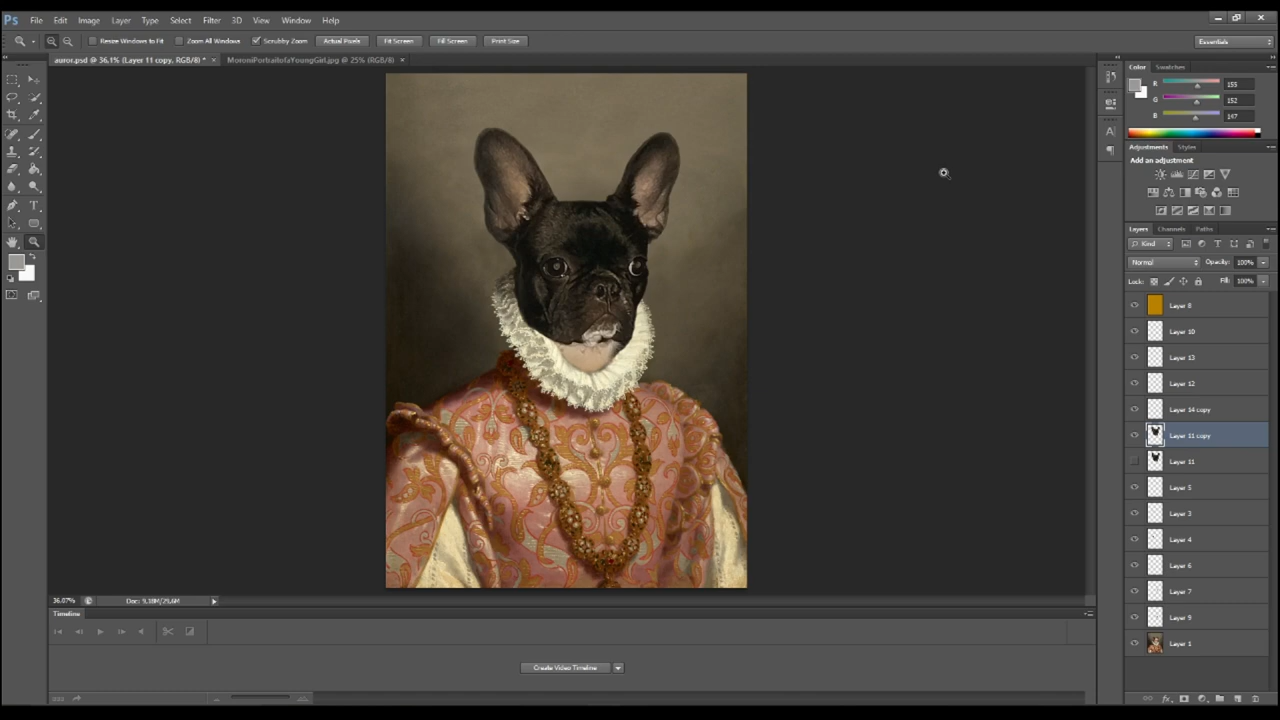 Ps File Edit Image Layer Type Select Filter 3D View Window Help
Resize Windows to Fit Zoom All Windows Scrubby Zoom Actual Pixels Fit Screen Fill Screen Print Size Essentials
auror.psd @ 36,1% (Layer 11 copy, RGB/8) * × MoroniPortraitofaYoungGirl.jpg @ 25% (RGB/8) ×
Color Swatches
R 155
G 152
B 147
Adjustments Styles
Add an adjustment
Layers Channels Paths
Kind
Normal Opacity: 100%
Lock: Fill: 100%
Layer 8
Layer 10
Layer 13
Layer 12
Layer 14 copy
Layer 11 copy
Layer 11
Layer 5
Layer 3
Layer 4
Layer 6
Layer 7
Layer 9
Layer 1
36,07% Doc: 9,18M/29,6M
Timeline
Create Video Timeline